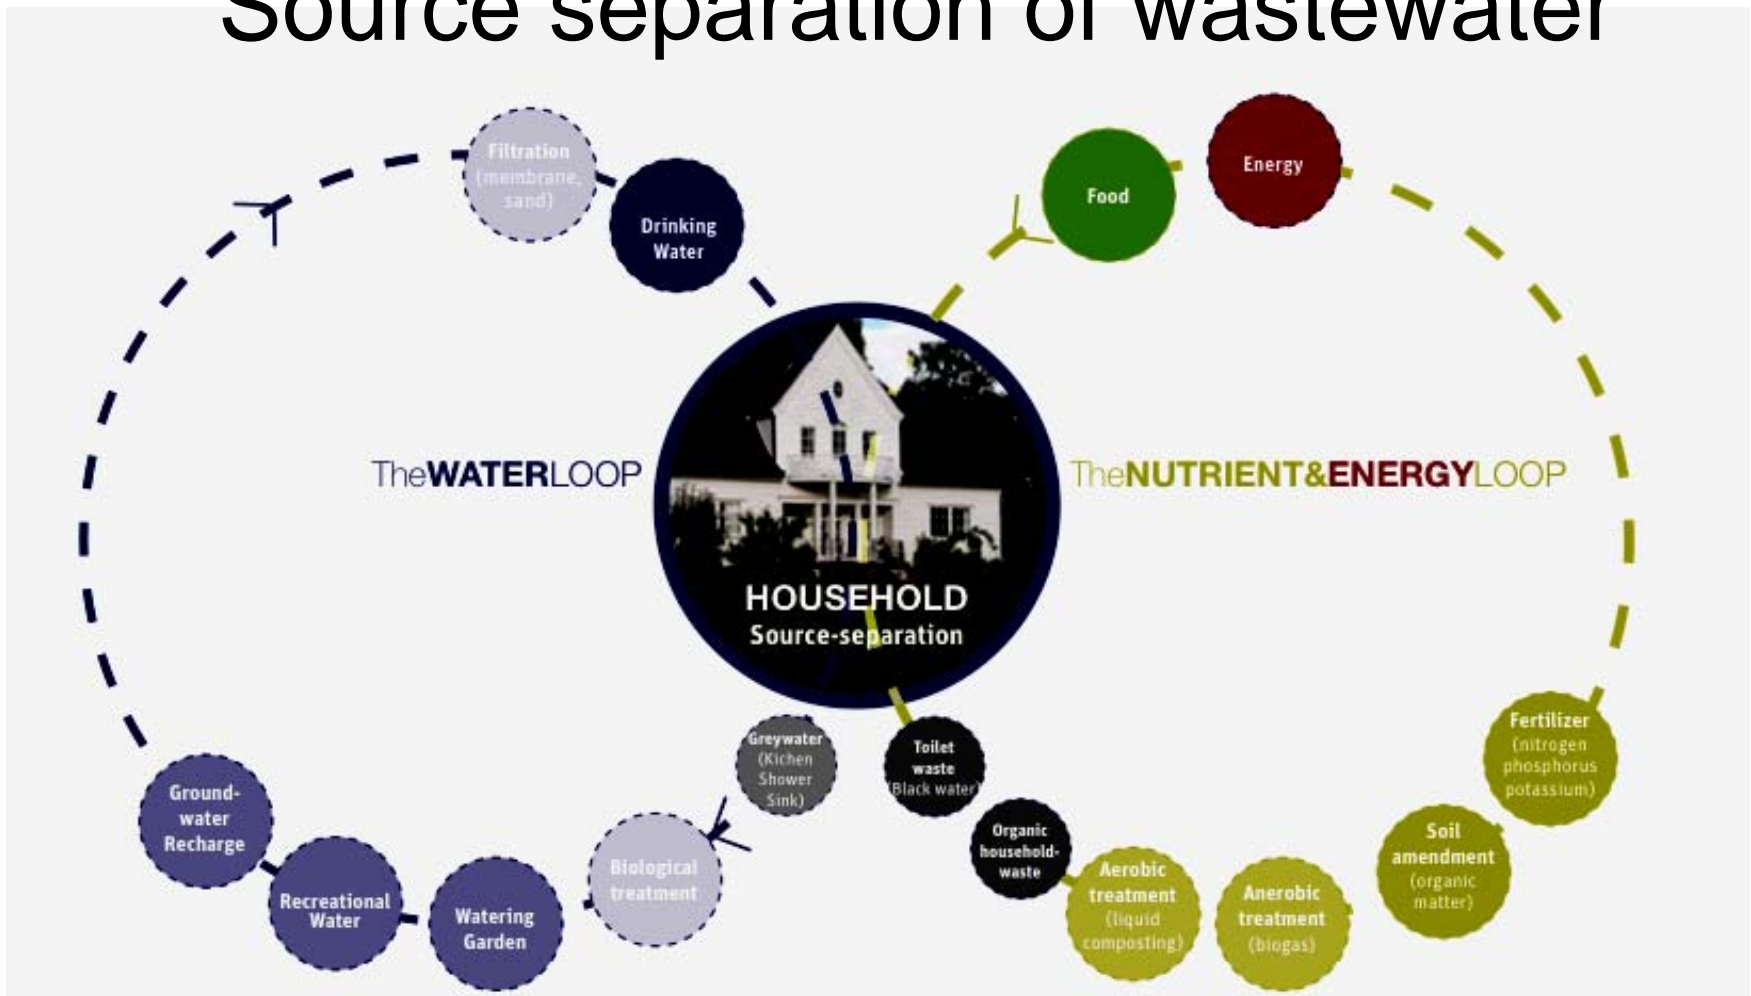 Source separation of wastewater
Filtration
(membrane,
sand)
Drinking
Water
Food
Energy
TheWATERLOOP
TheNUTRIENT&ENERGYLOOP
HOUSEHOLD
Source-separation
Greywater
(Kichen
Shower
Sink)
Toilet
waste
(Black water)
Organic
household-
waste
Biological
treatment
Watering
Garden
Recreational
Water
Ground-
water
Recharge
Aerobic
treatment
(liquid
composting)
Anerobic
treatment
(biogas)
Soil
amendment
(organic
matter)
Fertilizer
(nitrogen
phosphorus
potassium)